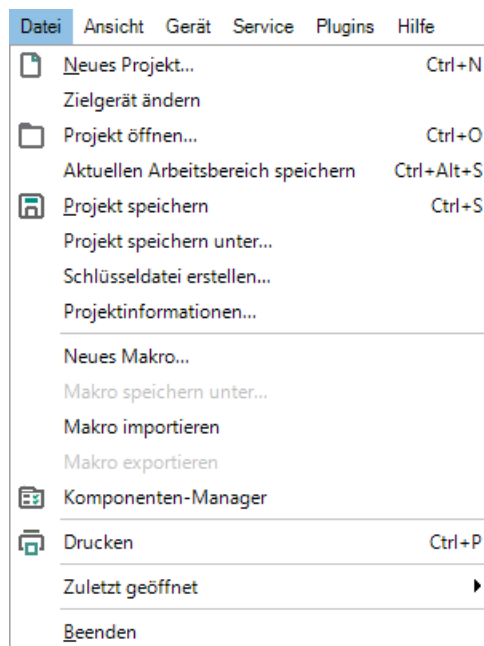 Datei Ansicht Gerät Service Plugins Hilfe
Neues Projekt... Ctrl+N
Zielgerät ändern
Projekt öffnen... Ctrl+O
Aktuellen Arbeitsbereich speichern Ctrl+Alt+S
Projekt speichern Ctrl+S
Projekt speichern unter...
Schlüsseldatei erstellen...
Projektinformationen...
Neues Makro...
Makro speichern unter...
Makro importieren
Makro exportieren
Komponenten-Manager
Drucken Ctrl+P
Zuletzt geöffnet
Beenden